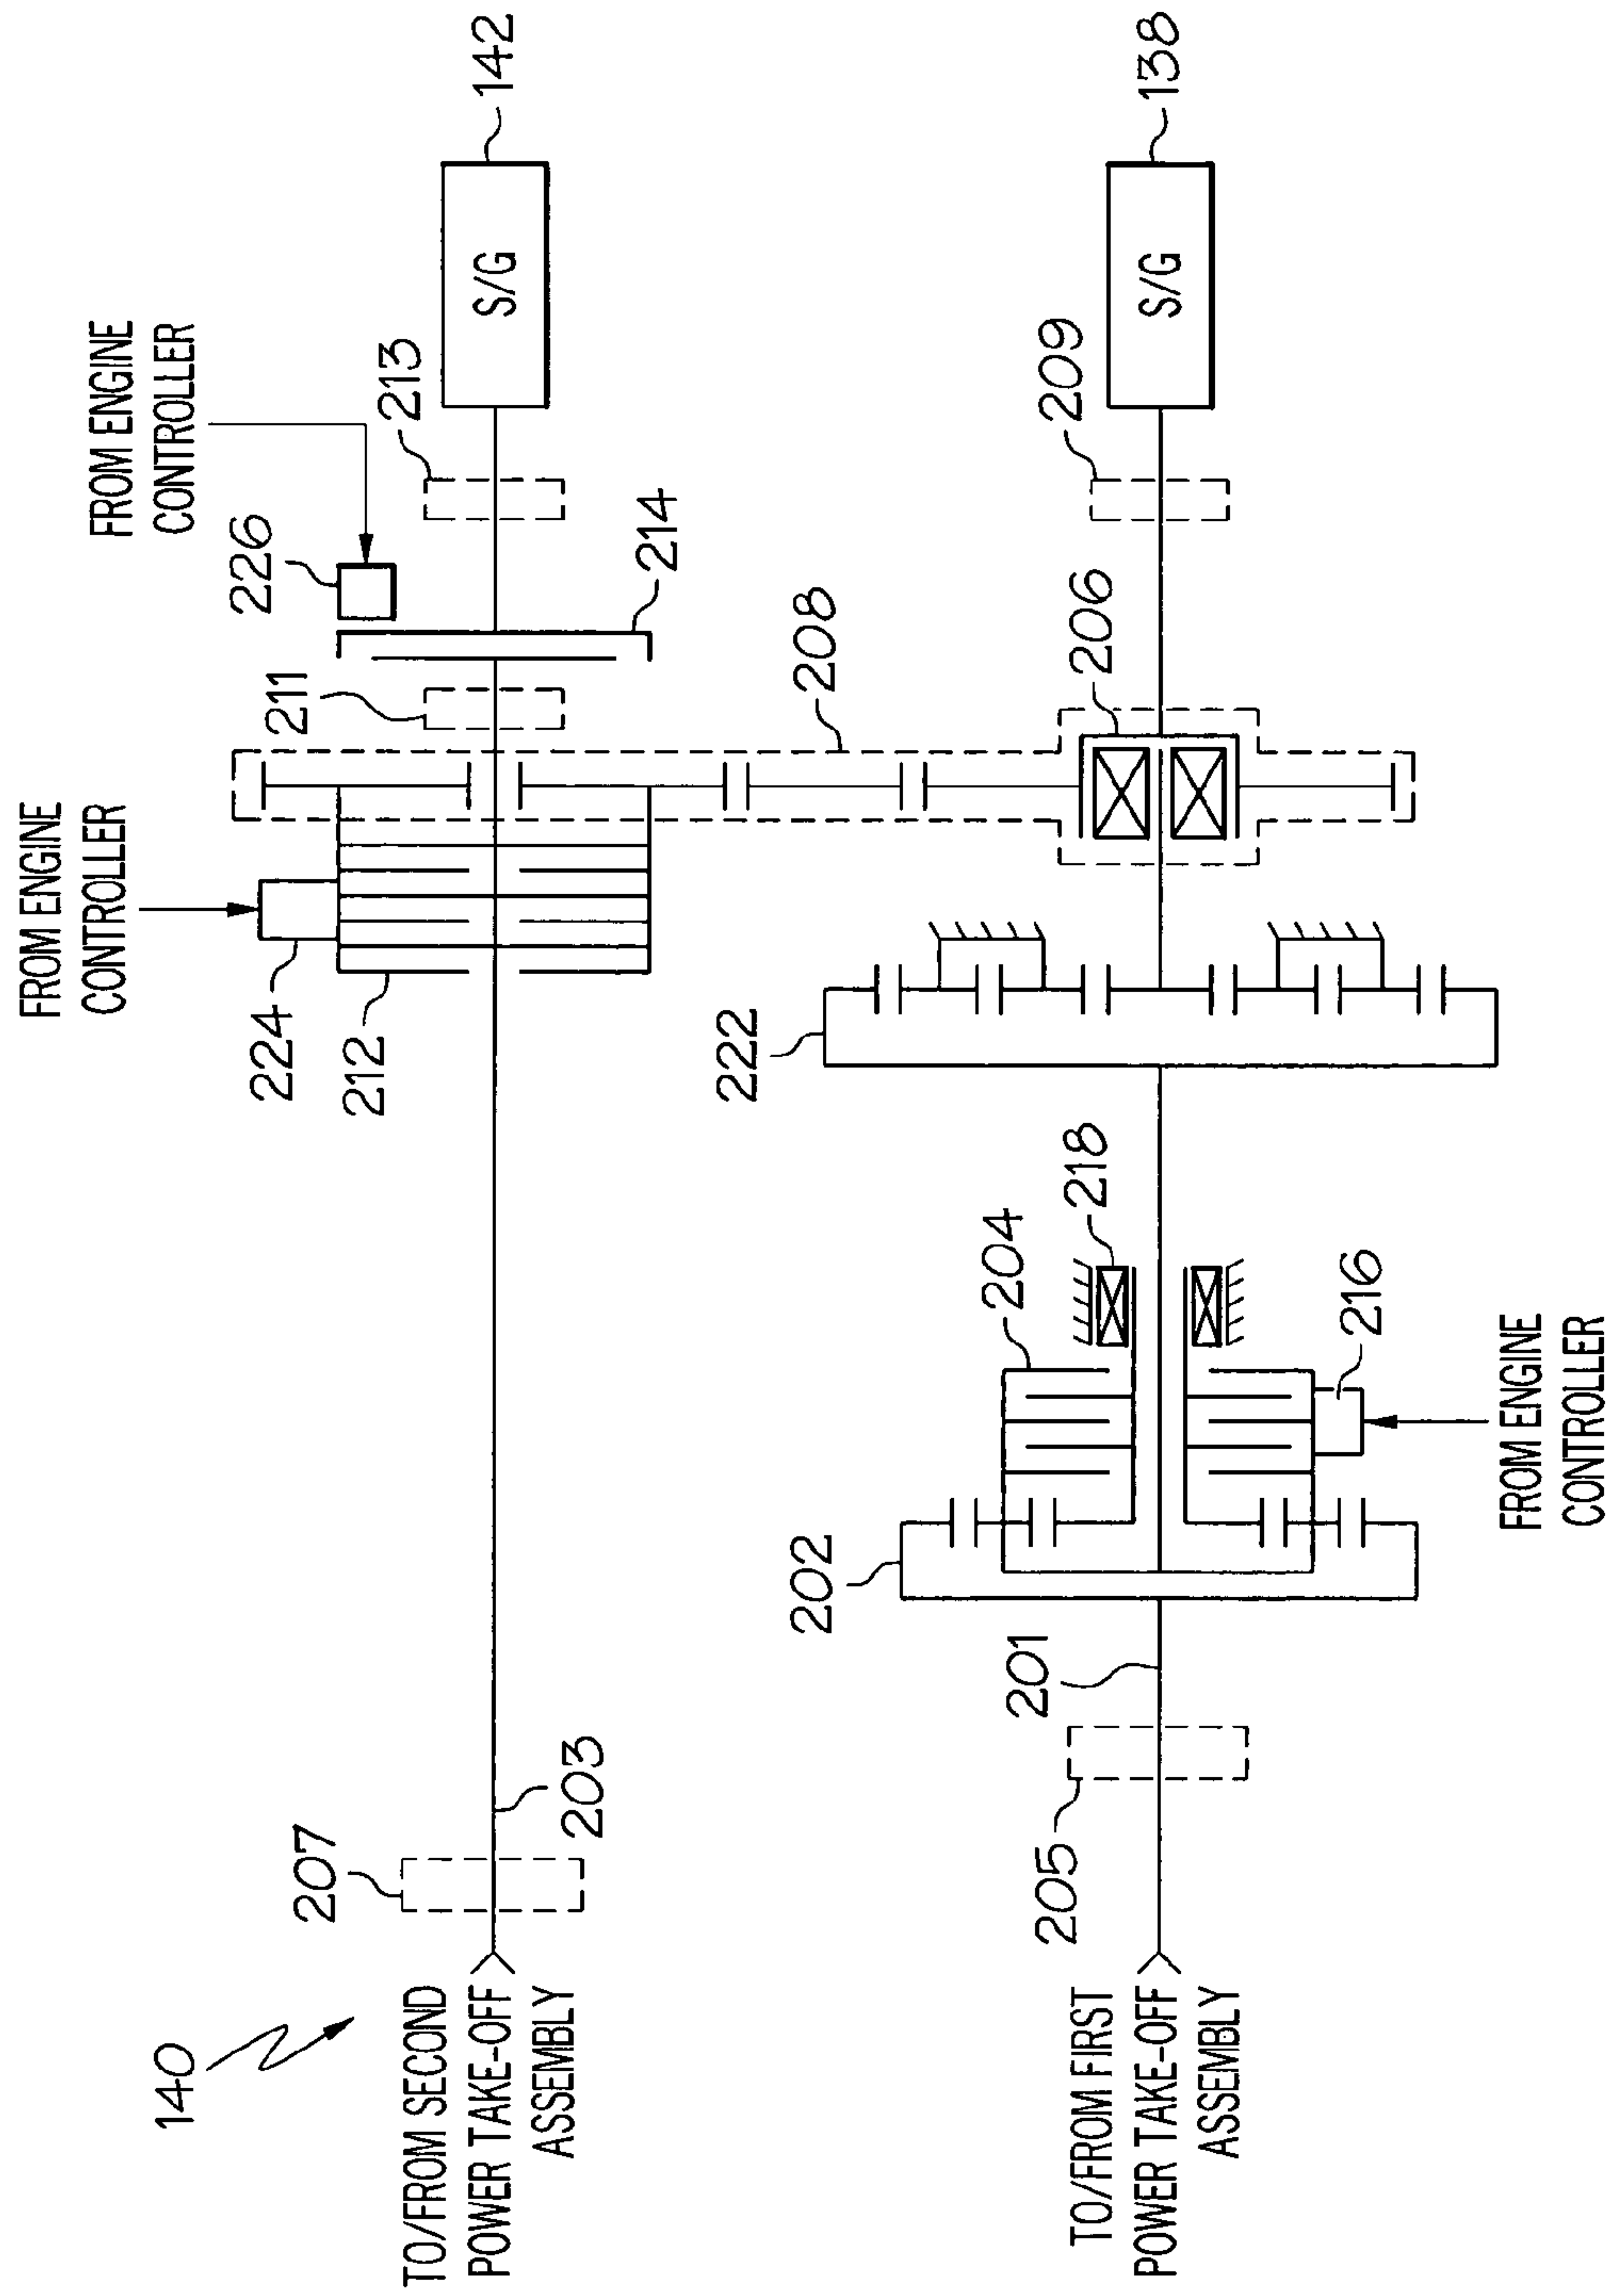 140
TO/FROM SECOND
POWER TAKE-OFF
ASSEMBLY
207
203
FROM ENGINE
CONTROLLER
224
212
211
226
FROM ENGINE
CONTROLLER
213
214
S/G
142
208
TO/FROM FIRST
POWER TAKE-OFF
ASSEMBLY
205
201
202
204
218
216
FROM ENGINE
CONTROLLER
222
206
209
S/G
138